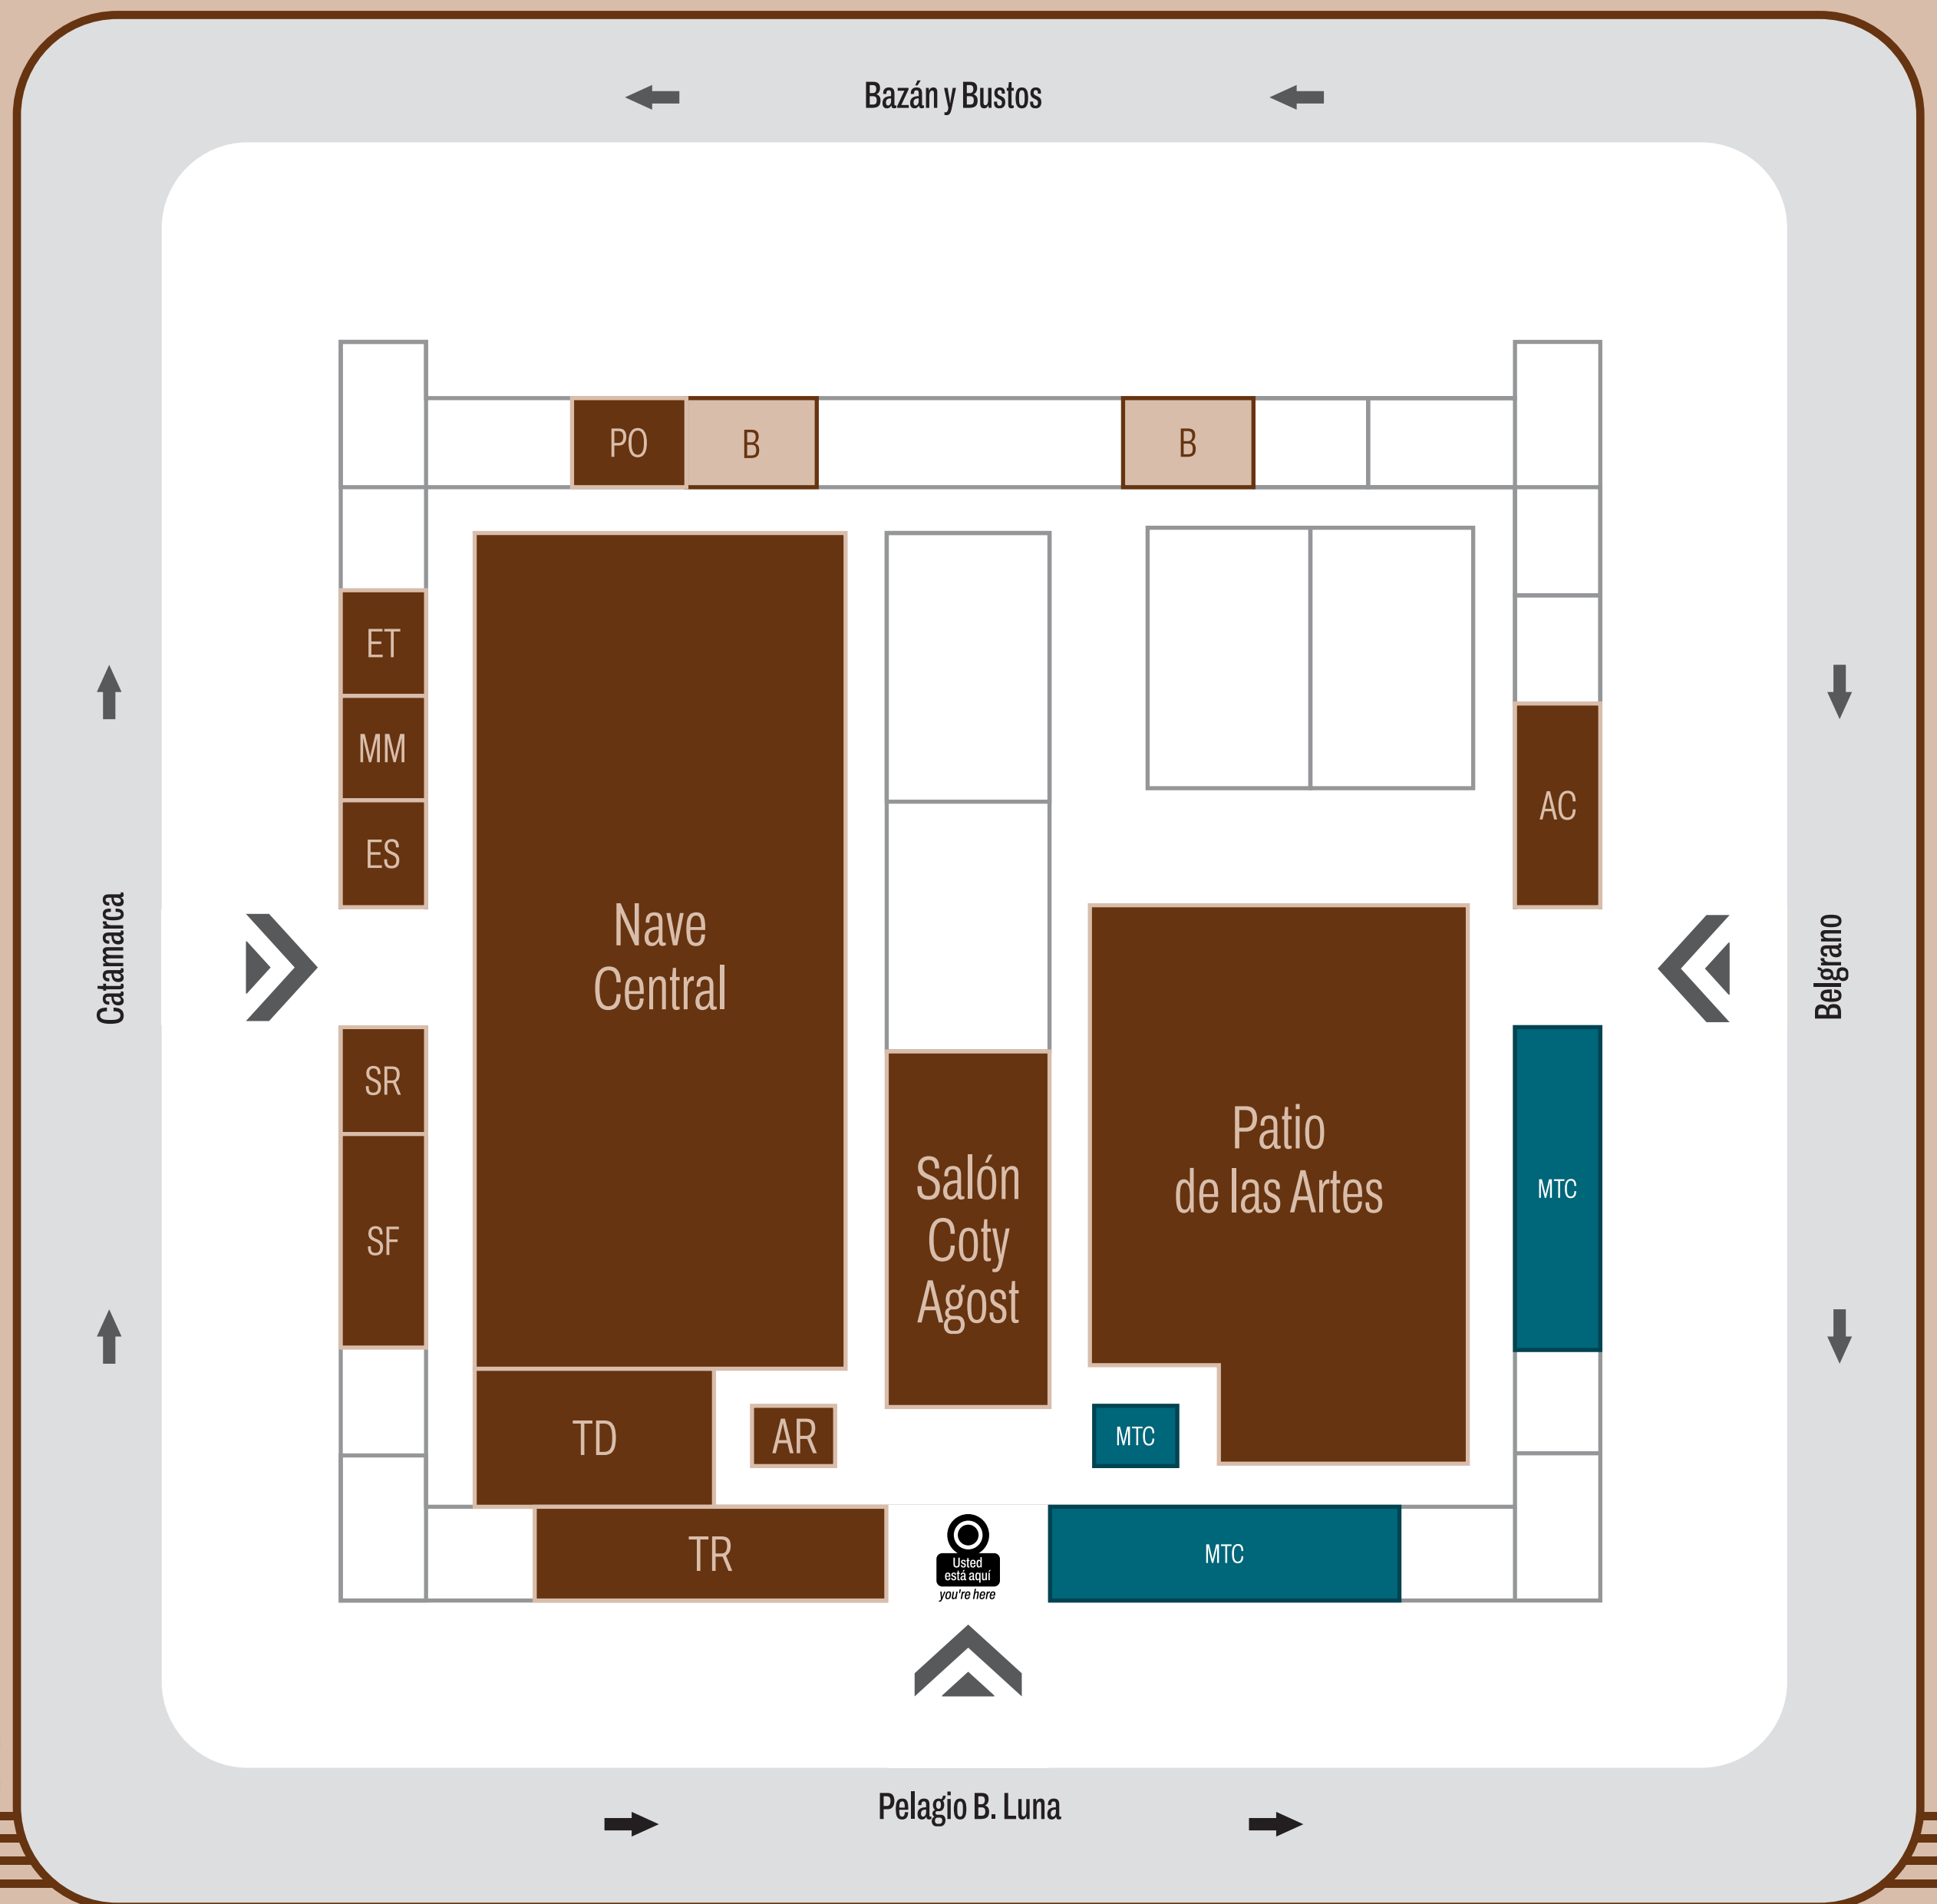 Bazán y Bustos
PO
B
B
ET
MM
ES
AC
Catamarca
Belgrano
Nave
Central
SR
SF
Salón
Coty
Agost
Patio
de las Artes
MTC
TD
AR
MTC
TR
Usted
está aquí
you're here
MTC
Pelagio B. Luna